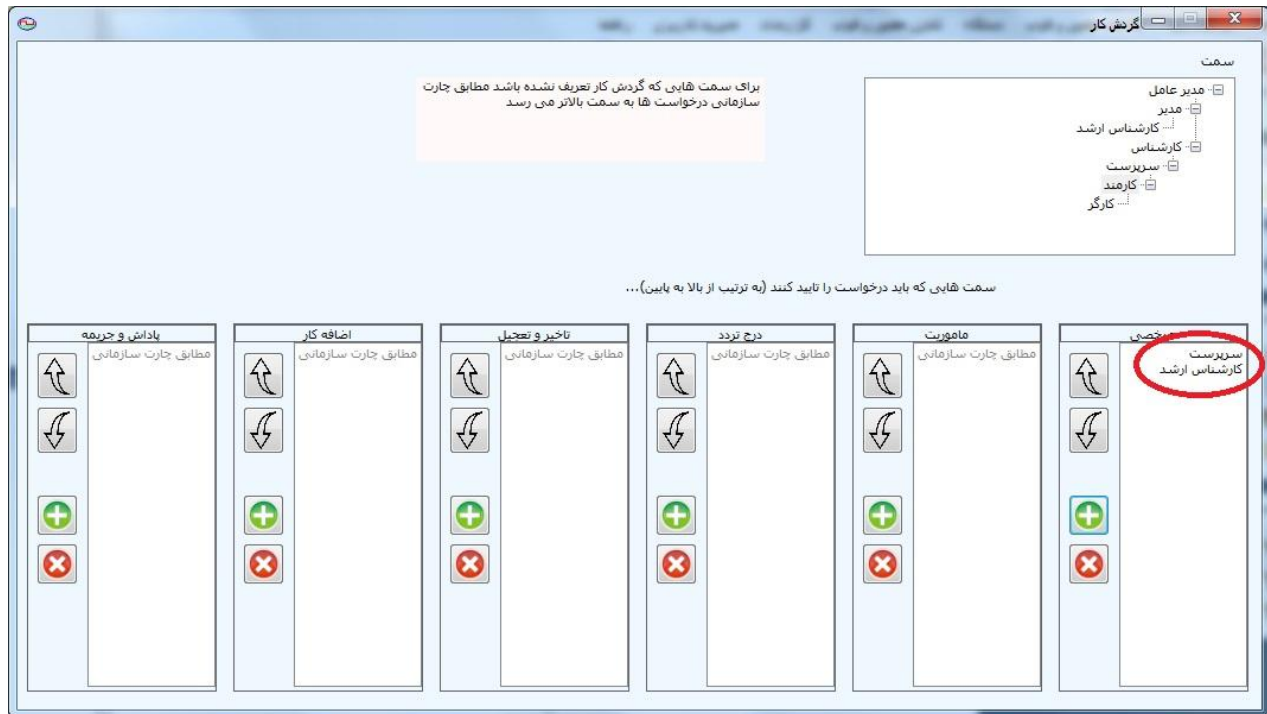 گردش کار
سمت
مدیر عامل
مدیر
کارشناس ارشد
کارشناس
سرپرست
کارمند
کارگر
برای سمت هایی که گردش کار تعریف نشده باشد مطابق چارت
سازمانی درخواست ها به سمت بالاتر می رسد
سمت هایی که باید درخواست را تایید کنند (به ترتیب از بالا به پایین)...
مرخصی
سرپرست
کارشناس ارشد
ماموریت
مطابق چارت سازمانی
درج تردد
مطابق چارت سازمانی
تاخیر و تعجیل
مطابق چارت سازمانی
اضافه کار
مطابق چارت سازمانی
پاداش و جریمه
مطابق چارت سازمانی